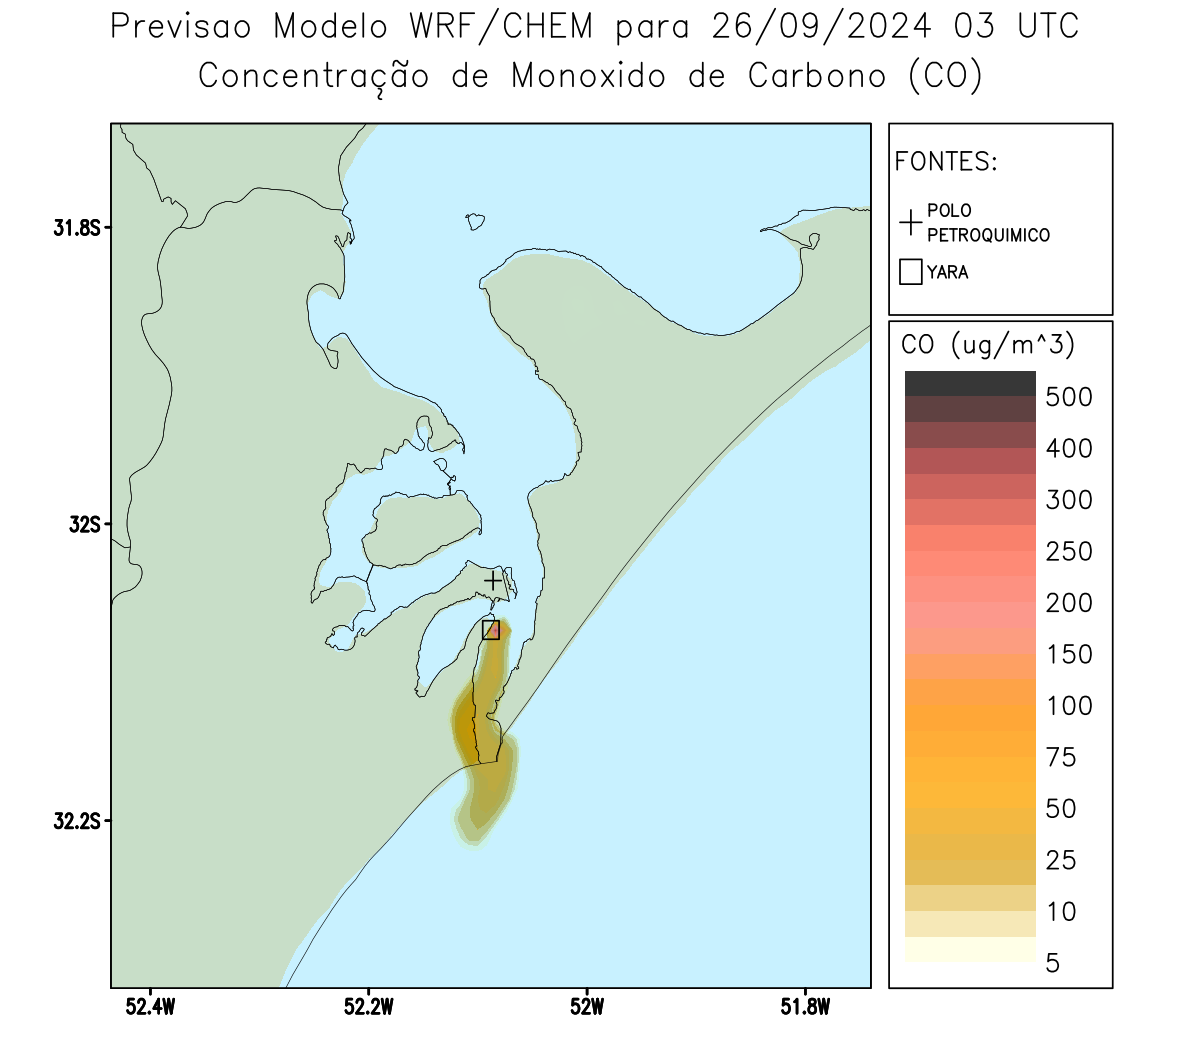 Previsao Modelo WRF/CHEM para 26/09/2024 03 UTC
Concentração de Monoxido de Carbono (CO)
FONTES:
POLO
PETROQUIMICO
YARA
CO (ug/m^3)
500
400
300
250
200
150
100
75
50
25
10
5
31.8S
32S
32.2S
52.4W
52.2W
52W
51.8W